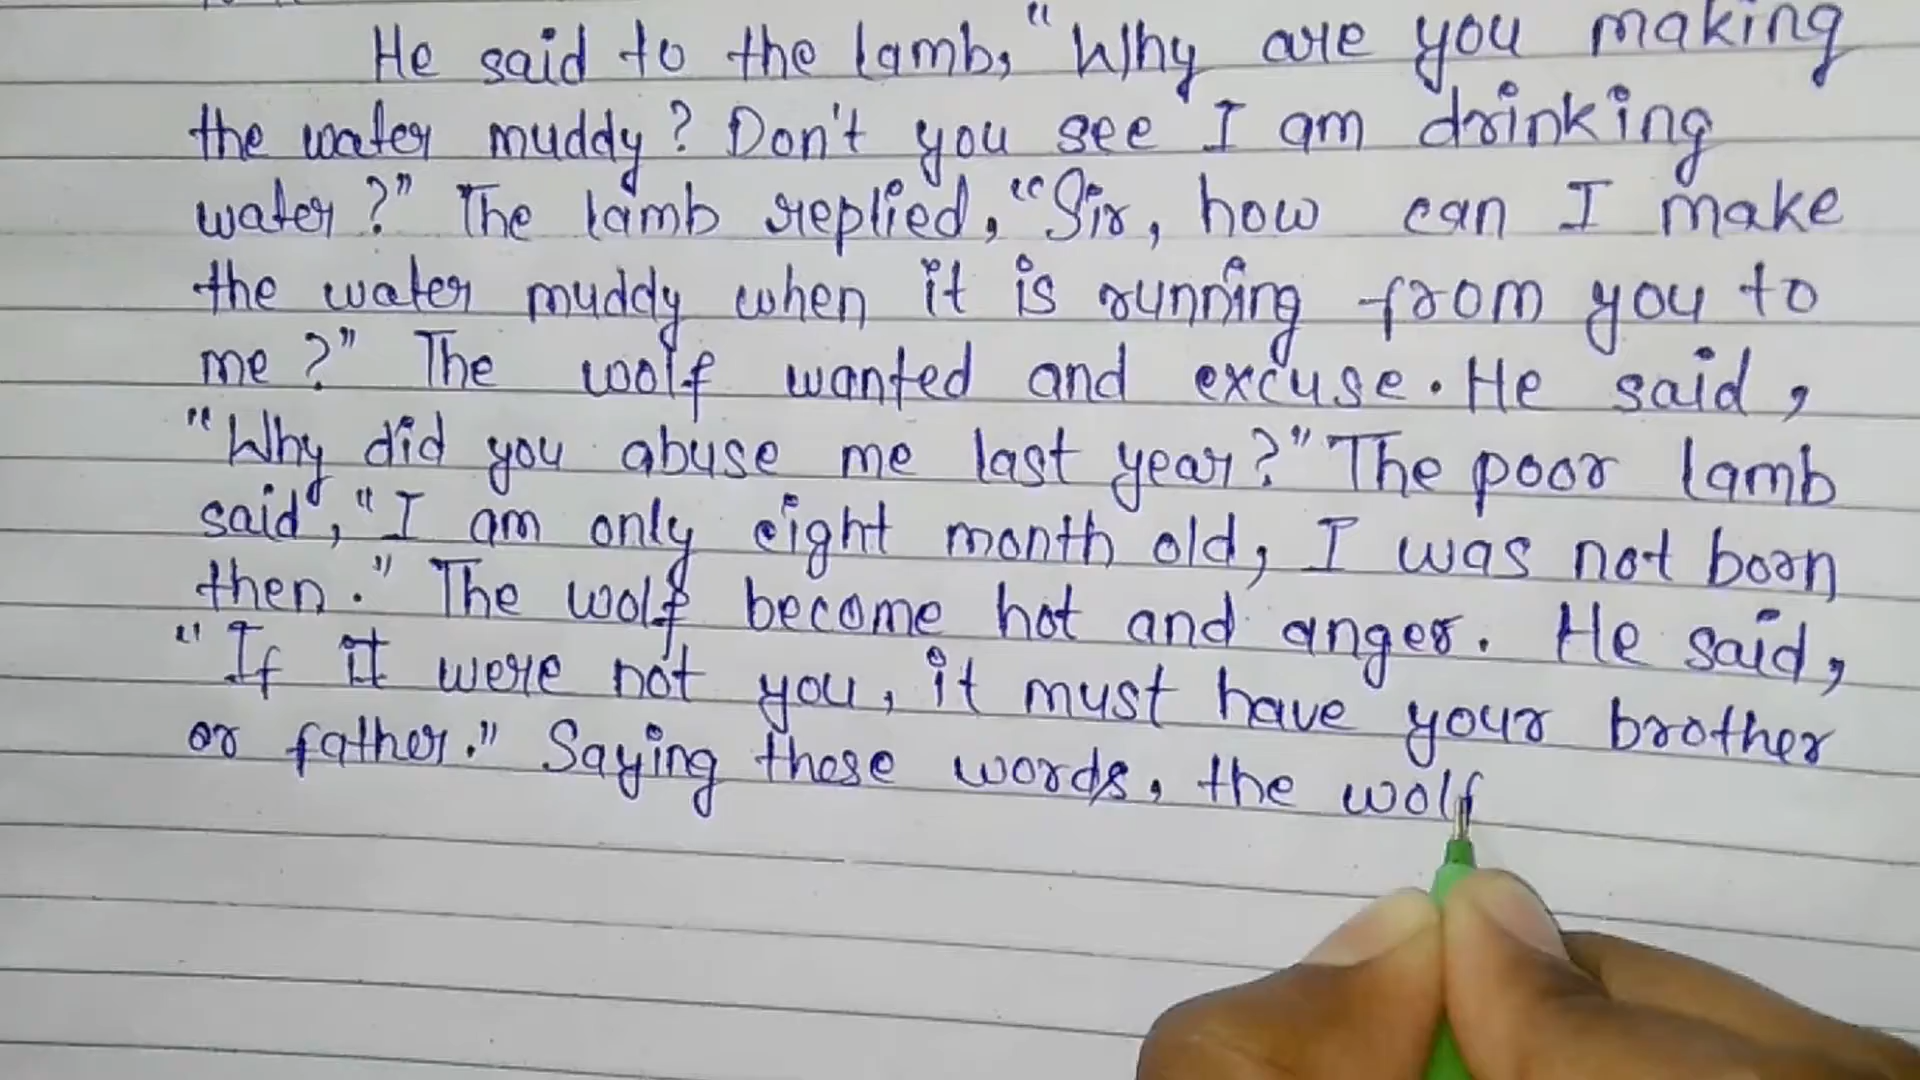 He said to the lamb, "Why are you making
the water muddy? Don't you see I am drinking
water?" The lamb replied, "Sir, how can I make
the water muddy when it is running from you to
me?" The wolf wanted and excuse. He said,
"Why did you abuse me last year?" The poor lamb
said, "I am only eight month old, I was not born
then." The wolf become hot and anger. He said,
"If it were not you, it must have your brother
or father." Saying these words, the wolf